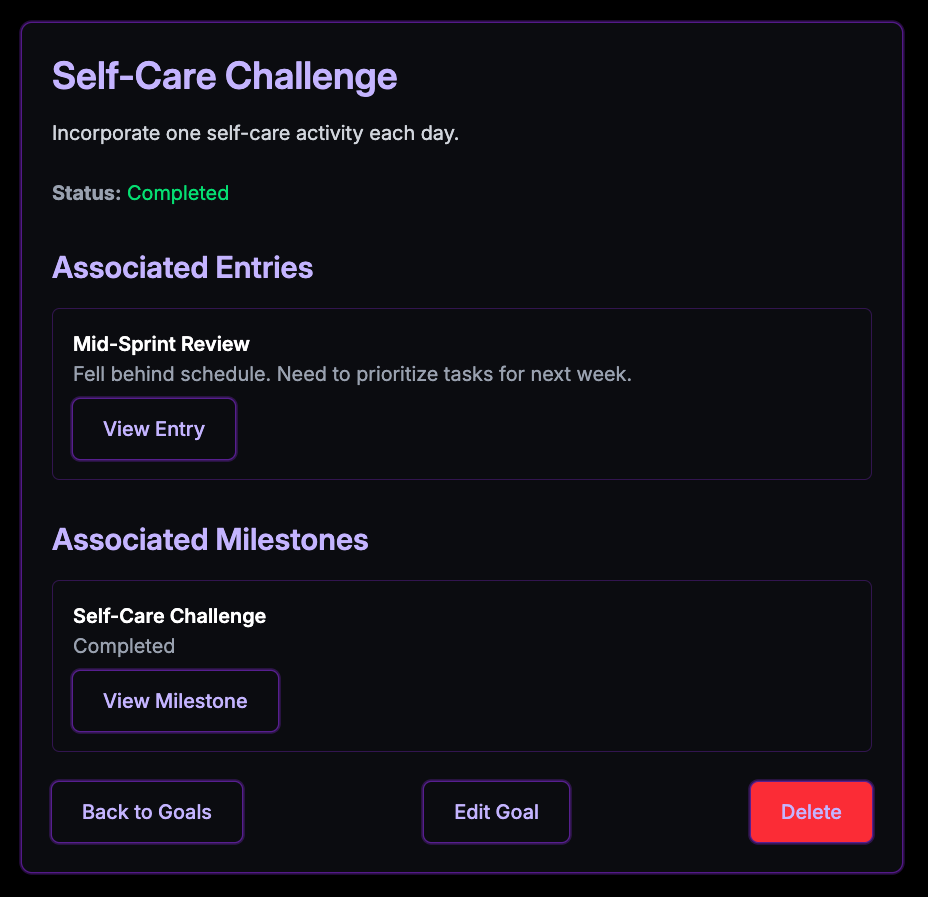 Self-Care Challenge
Incorporate one self-care activity each day.
Status: Completed
Associated Entries
Mid-Sprint Review
Fell behind schedule. Need to prioritize tasks for next week.
View Entry
Associated Milestones
Self-Care Challenge
Completed
View Milestone
Back to Goals
Edit Goal
Delete